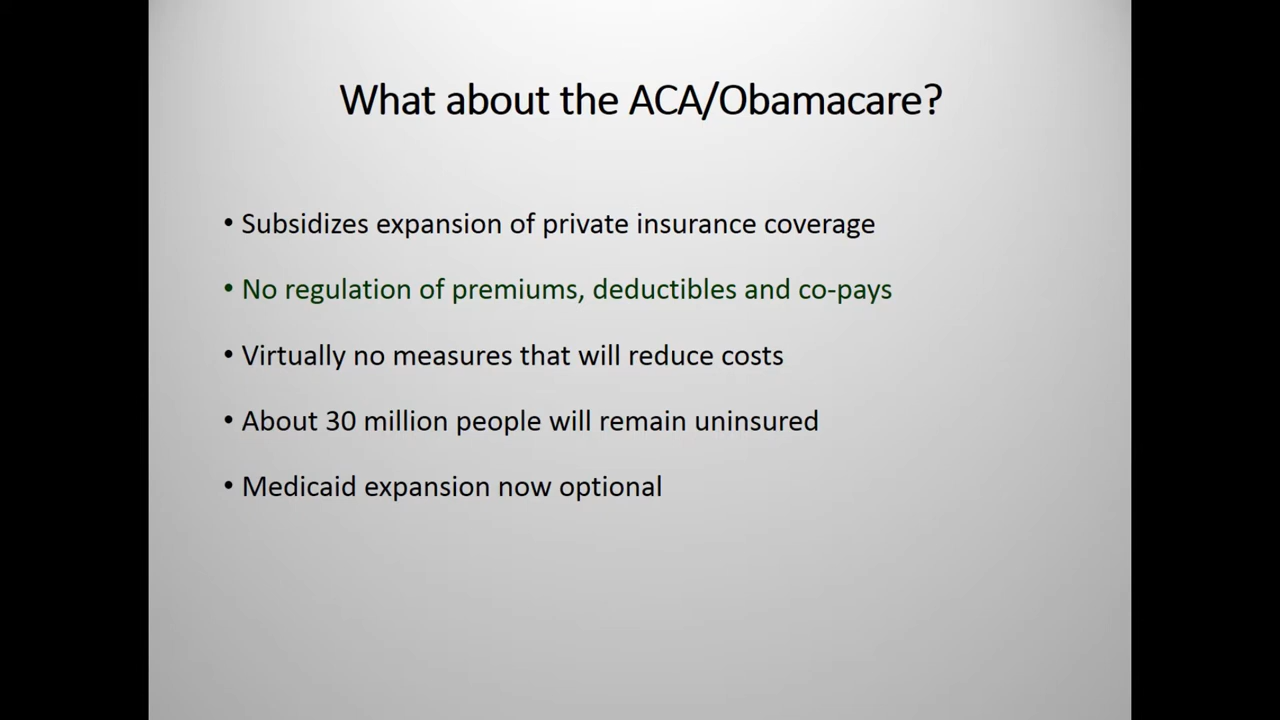 What about the ACA/Obamacare?
• Subsidizes expansion of private insurance coverage
• No regulation of premiums, deductibles and co-pays
• Virtually no measures that will reduce costs
• About 30 million people will remain uninsured
• Medicaid expansion now optional